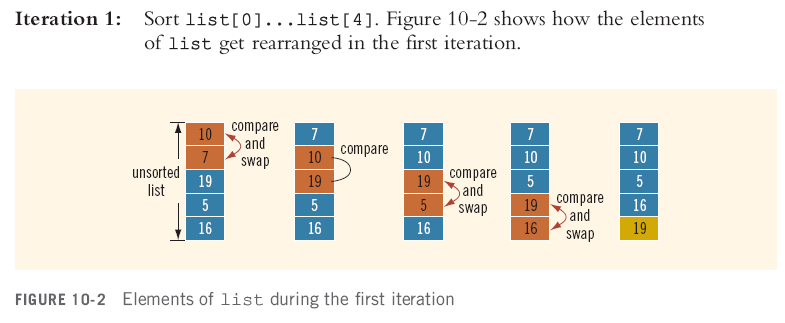 Iteration 1: Sort list[0]...list[4]. Figure 10-2 shows how the elements
of list get rearranged in the first iteration.
unsorted
list
10
7
19
5
16
compare
and
swap
7
10
19
5
16
compare
7
10
19
5
16
compare
and
swap
7
10
5
19
16
compare
and
swap
7
10
5
16
19
FIGURE 10-2 Elements of list during the first iteration